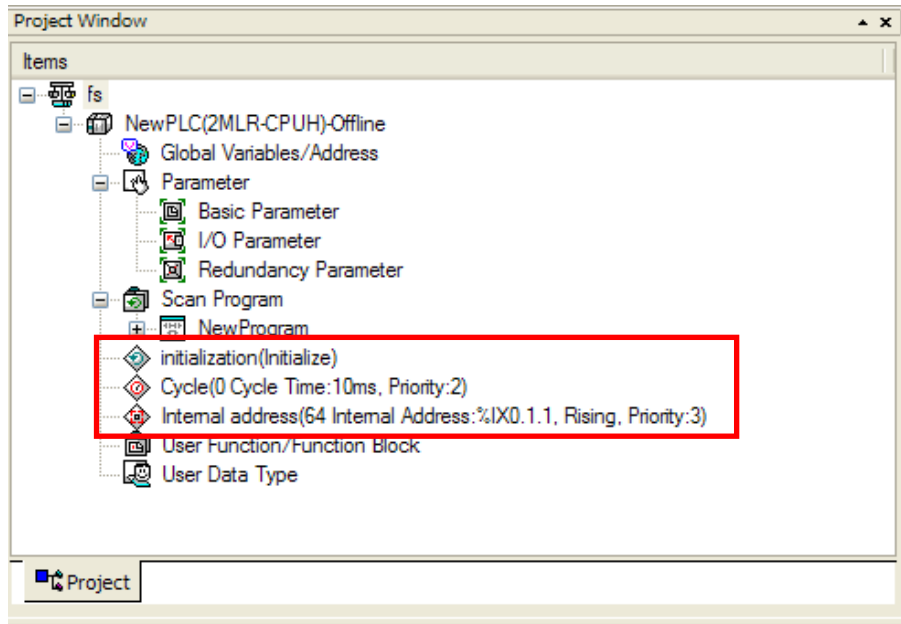 Project Window
Items
fs
NewPLC(2MLR-CPUH)-Offline
Global Variables/Address
Parameter
Basic Parameter
I/O Parameter
Redundancy Parameter
Scan Program
NewProgram
initialization(Initialize)
Cycle(0 Cycle Time:10ms, Priority:2)
Internal address(64 Internal Address:%IX0.1.1, Rising, Priority:3)
User Function/Function Block
User Data Type
Project